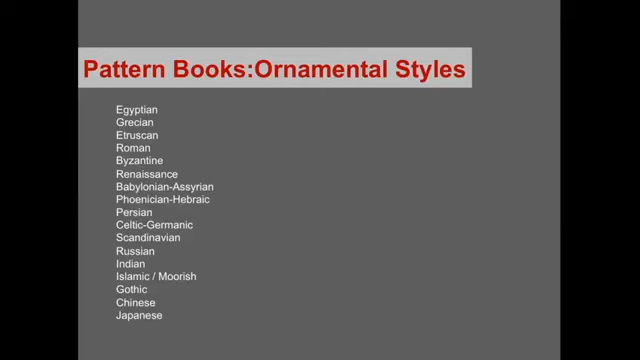 Pattern Books:Ornamental Styles
Egyptian
Grecian
Etruscan
Roman
Byzantine
Renaissance
Babylonian-Assyrian
Phoenician-Hebraic
Persian
Celtic-Germanic
Scandinavian
Russian
Indian
Islamic / Moorish
Gothic
Chinese
Japanese